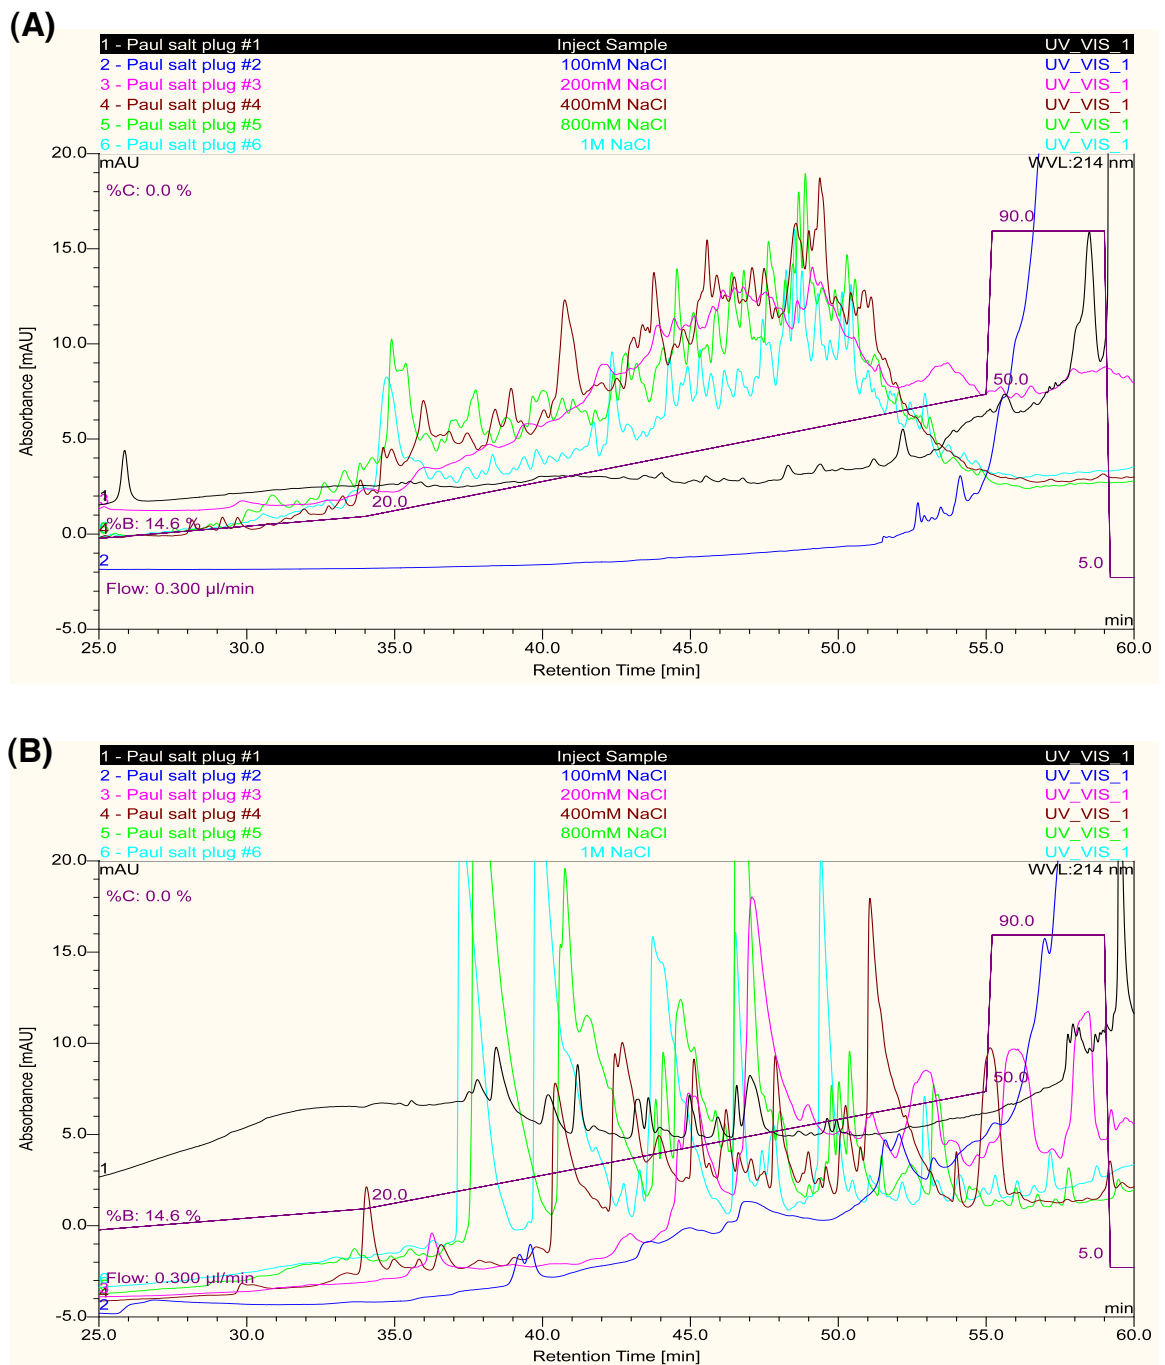 (A)
1 - Paul salt plug #1 Inject Sample UV_VIS_1
2 - Paul salt plug #2 100mM NaCl UV_VIS_1
3 - Paul salt plug #3 200mM NaCl UV_VIS_1
4 - Paul salt plug #4 400mM NaCl UV_VIS_1
5 - Paul salt plug #5 800mM NaCl UV_VIS_1
6 - Paul salt plug #6 1M NaCl UV_VIS_1
20.0 mAU WVL:214 nm
%C: 0.0 %
90.0
15.0
10.0
Absorbance [mAU]
50.0
5.0
1
20.0
4 %B: 14.6 %
0.0
2
5.0
Flow: 0.300 µl/min
min
-5.0
25.0 30.0 35.0 40.0 45.0 50.0 55.0 60.0
Retention Time [min]
(B)
1 - Paul salt plug #1 Inject Sample UV_VIS_1
2 - Paul salt plug #2 100mM NaCl UV_VIS_1
3 - Paul salt plug #3 200mM NaCl UV_VIS_1
4 - Paul salt plug #4 400mM NaCl UV_VIS_1
5 - Paul salt plug #5 800mM NaCl UV_VIS_1
6 - Paul salt plug #6 1M NaCl UV_VIS_1
20.0 mAU WVL:214 nm
%C: 0.0 %
90.0
15.0
10.0
Absorbance [mAU]
50.0
5.0
1
20.0
%B: 14.6 %
0.0
5.0
Flow: 0.300 µl/min
4
2
min
-5.0
25.0 30.0 35.0 40.0 45.0 50.0 55.0 60.0
Retention Time [min]